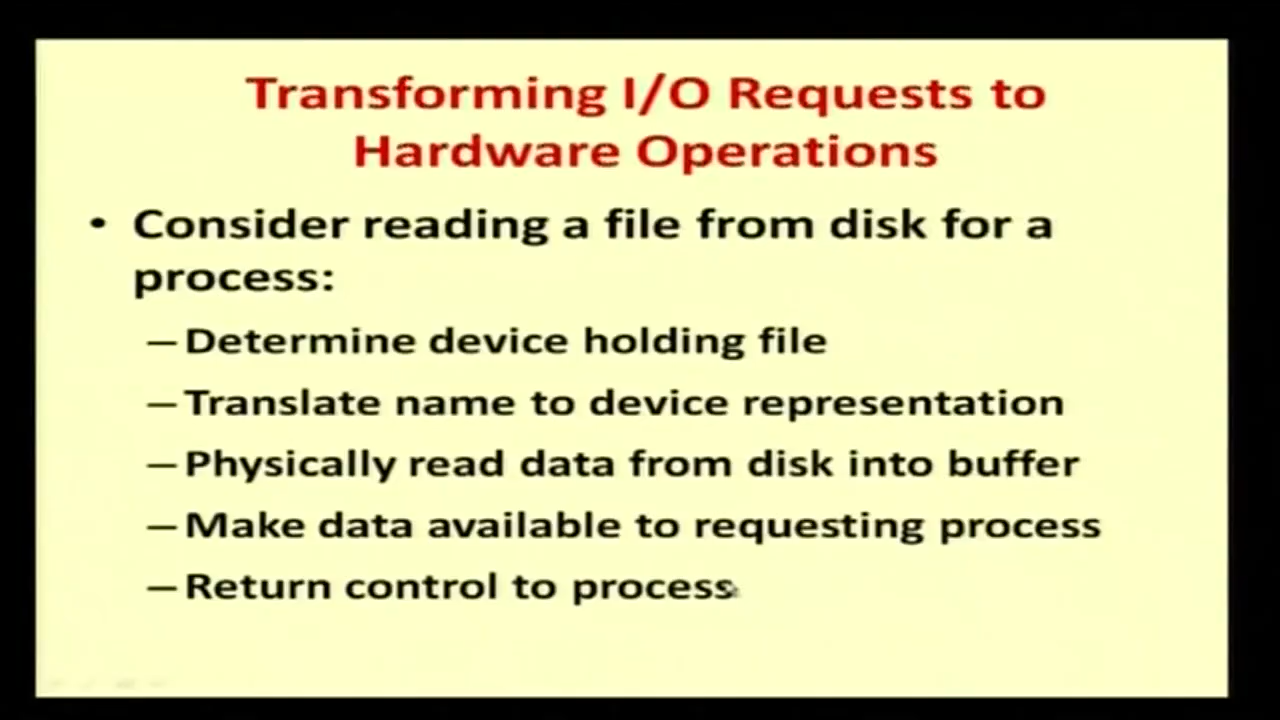 Transforming I/O Requests to
Hardware Operations
• Consider reading a file from disk for a
process:
– Determine device holding file
– Translate name to device representation
– Physically read data from disk into buffer
– Make data available to requesting process
– Return control to process